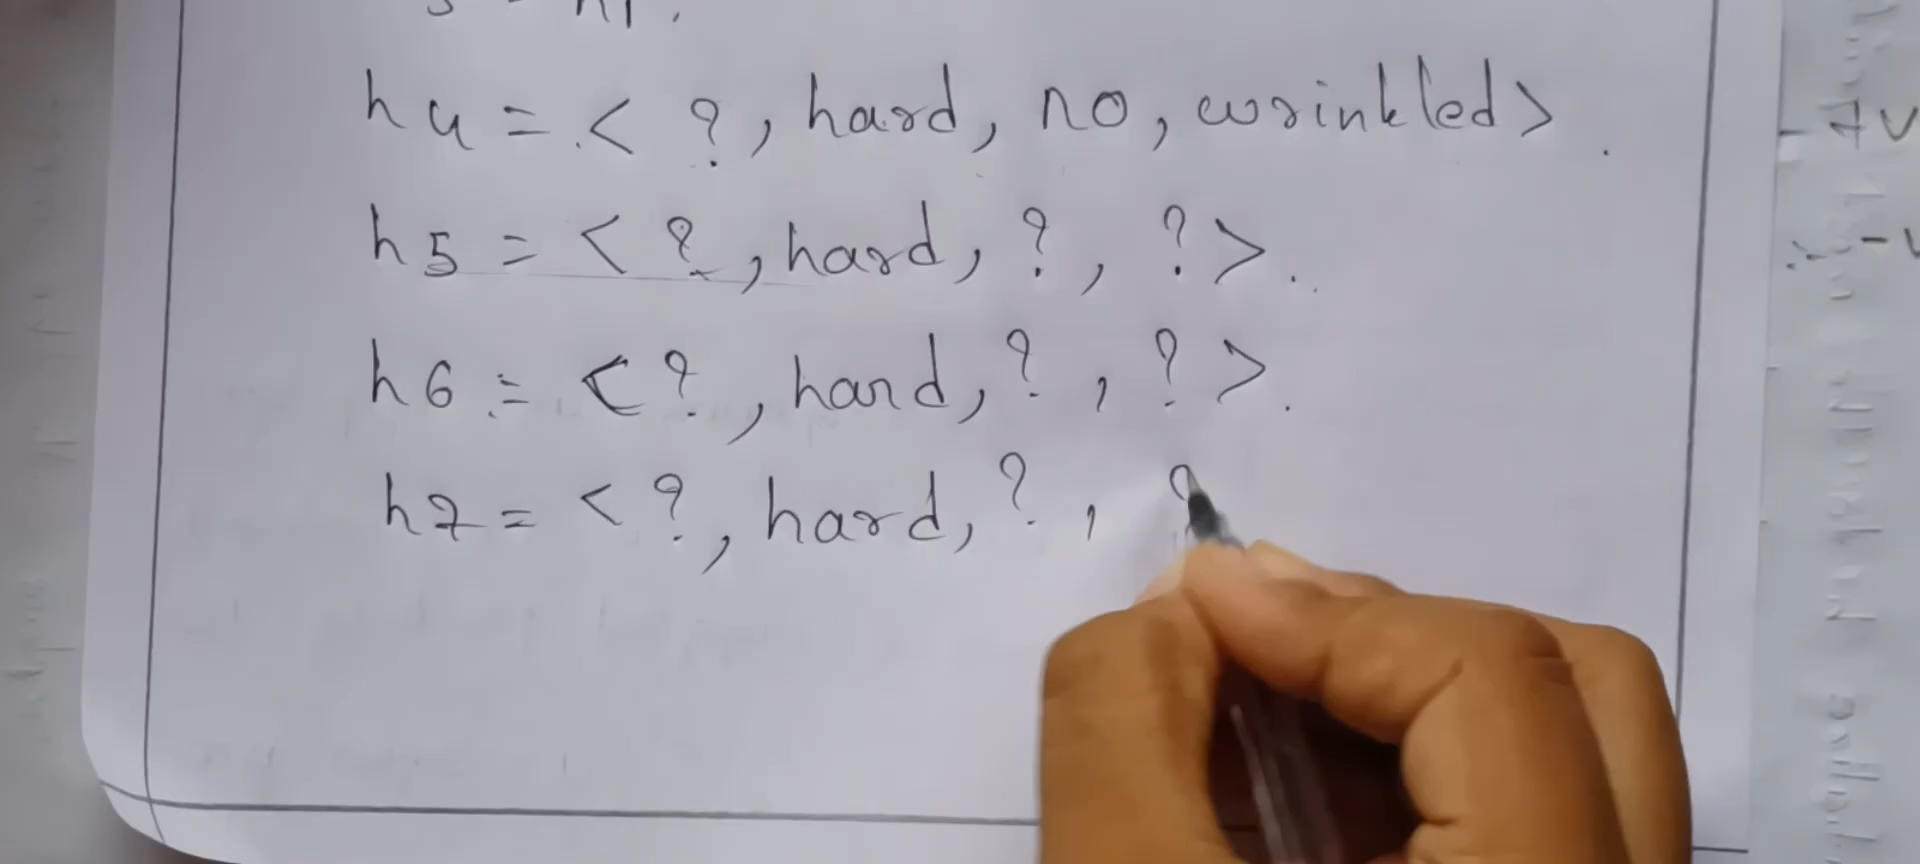 h4 = < ?, hard, no, wrinkled>.
h5 = < ?, hard, ?, ?>.
h6 = < ?, hard, ?, ?>.
h7 = < ?, hard, ?, ?